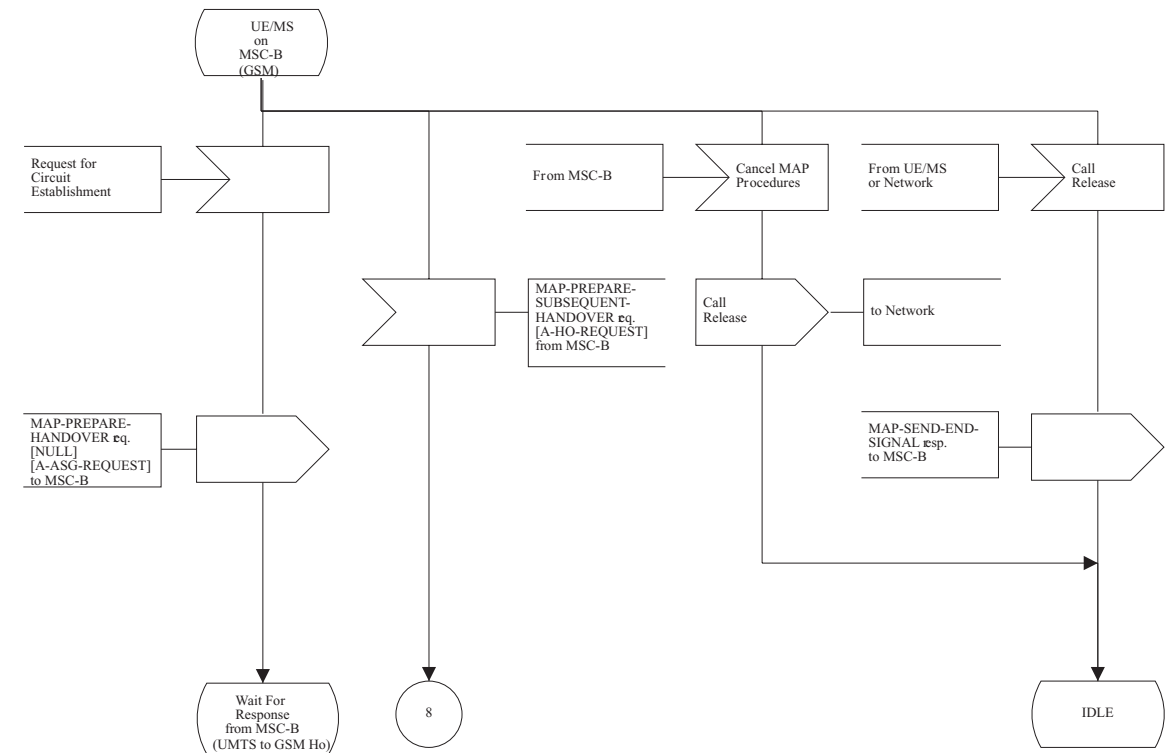 UE/MS
on
MSC-B
(GSM)
Request for
Circuit
Establishment
From MSC-B
Cancel MAP
Procedures
From UE/MS
or Network
Call
Release
MAP-PREPARE-
SUBSEQUENT-
HANDOVER req.
[A-HO-REQUEST]
from MSC-B
Call
Release
to Network
MAP-PREPARE-
HANDOVER req.
[NULL]
[A-ASG-REQUEST]
to MSC-B
MAP-SEND-END-
SIGNAL resp.
to MSC-B
Wait For
Response
from MSC-B
(UMTS to GSM Ho)
8
IDLE